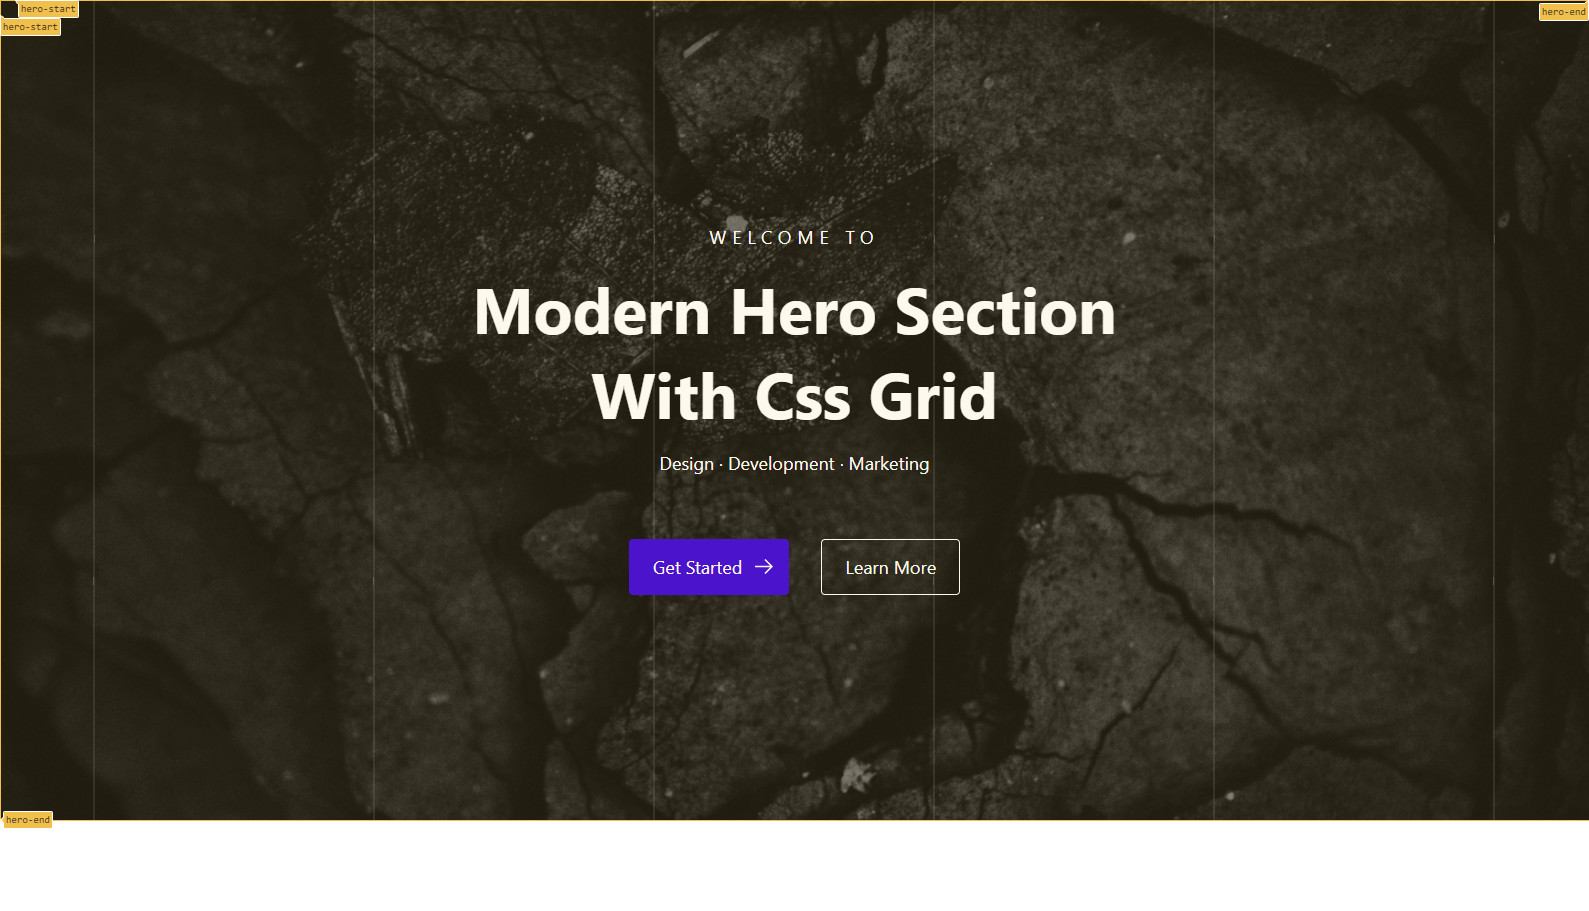 hero-start
hero-start
hero-end
WELCOME TO
Modern Hero Section
With Css Grid
Design · Development · Marketing
Get Started
Learn More
hero-end